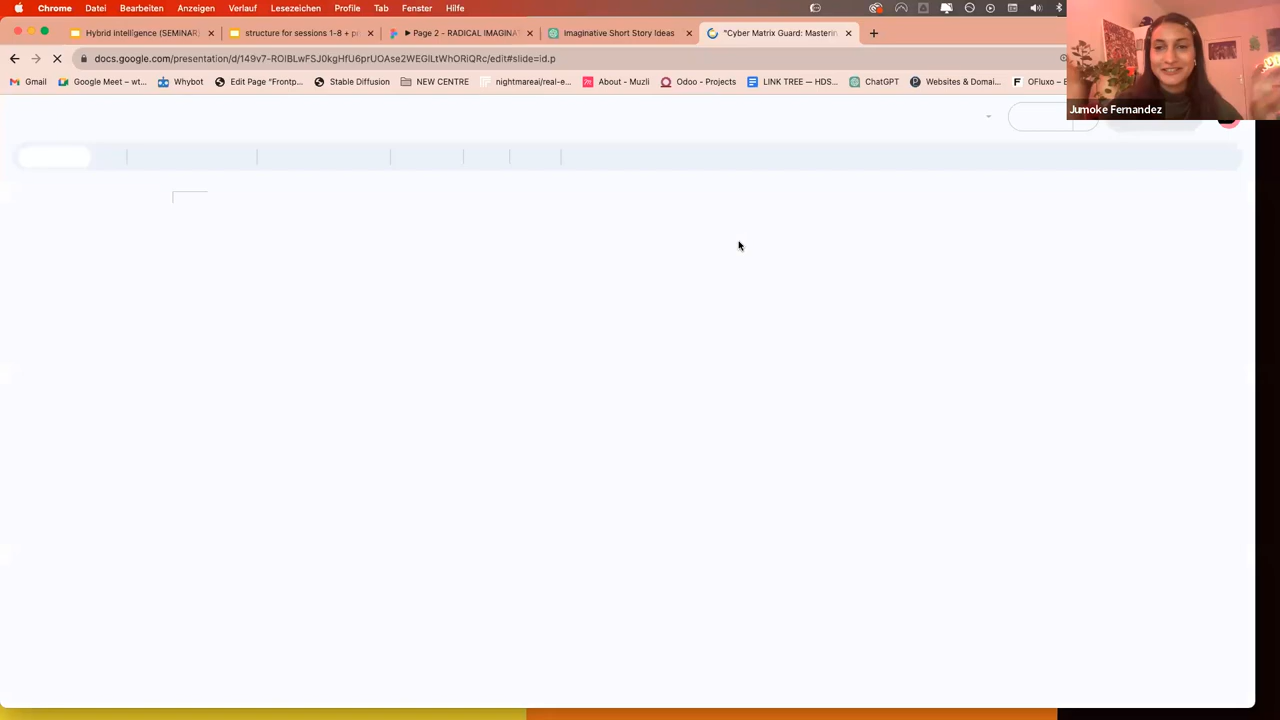 Chrome Datei Bearbeiten Anzeigen Verlauf Lesezeichen Profile Tab Fenster Hilfe
Hybrid intelligence (SEMINAR structure for sessions 1-8 + Page 2 - RADICAL IMAGINA Imaginative Short Story Ideas "Cyber Matrix Guard: Masterin
docs.google.com/presentation/d/149v7-ROIBLwFSJ0kgHfU6prUOAse2WEGlLtWhORiQRc/edit#slide=id.p
Gmail Google Meet – wt... Whybot Edit Page "Frontp... Stable Diffusion NEW CENTRE nightmareai/real-e... About - Muzli Odoo - Projects LINK TREE — HDS... ChatGPT Websites & Domai... OFluxo –
Jumoke Fernandez